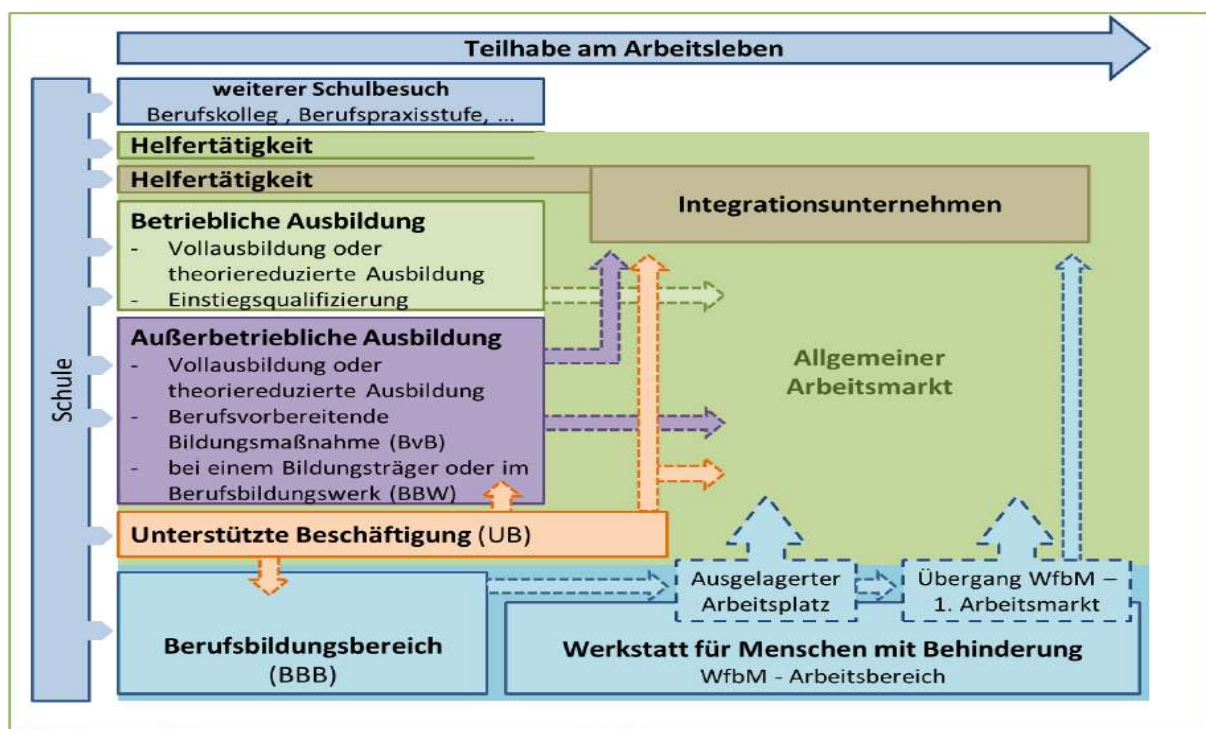 Teilhabe am Arbeitsleben
Schule
weiterer Schulbesuch
Berufskolleg , Berufspraxisstufe, ...
Helfertätigkeit
Helfertätigkeit
Integrationsunternehmen
Betriebliche Ausbildung
- Vollausbildung oder
theoriereduzierte Ausbildung
- Einstiegsqualifizierung
Außerbetriebliche Ausbildung
- Vollausbildung oder
theoriereduzierte Ausbildung
- Berufsvorbereitende
Bildungsmaßnahme (BvB)
- bei einem Bildungsträger oder im
Berufsbildungswerk (BBW)
Allgemeiner
Arbeitsmarkt
Unterstützte Beschäftigung (UB)
Ausgelagerter
Arbeitsplatz
Übergang WfbM –
1. Arbeitsmarkt
Berufsbildungsbereich
(BBB)
Werkstatt für Menschen mit Behinderung
WfbM - Arbeitsbereich